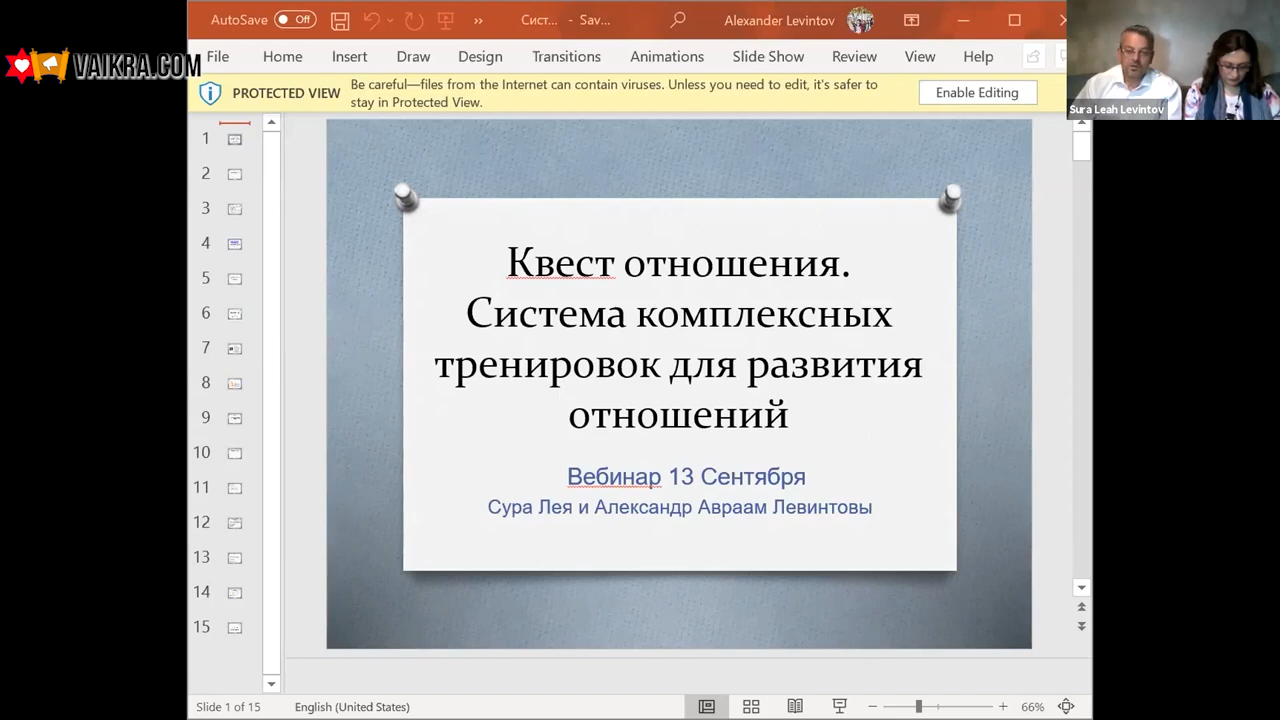 AutoSave Off Сист... - Sav... Alexander Levintov
VAIKRA.COM
File Home Insert Draw Design Transitions Animations Slide Show Review View Help
PROTECTED VIEW Be careful—files from the Internet can contain viruses. Unless you need to edit, it's safer to
stay in Protected View.
Enable Editing
Sura Leah Levintov
1
2
3
4
5
6
7
8
9
10
11
12
13
14
15
Квест отношения.
Система комплексных
тренировок для развития
отношений
Вебинар 13 Сентября
Сура Лея и Александр Авраам Левинтовы
Slide 1 of 15 English (United States) 66%